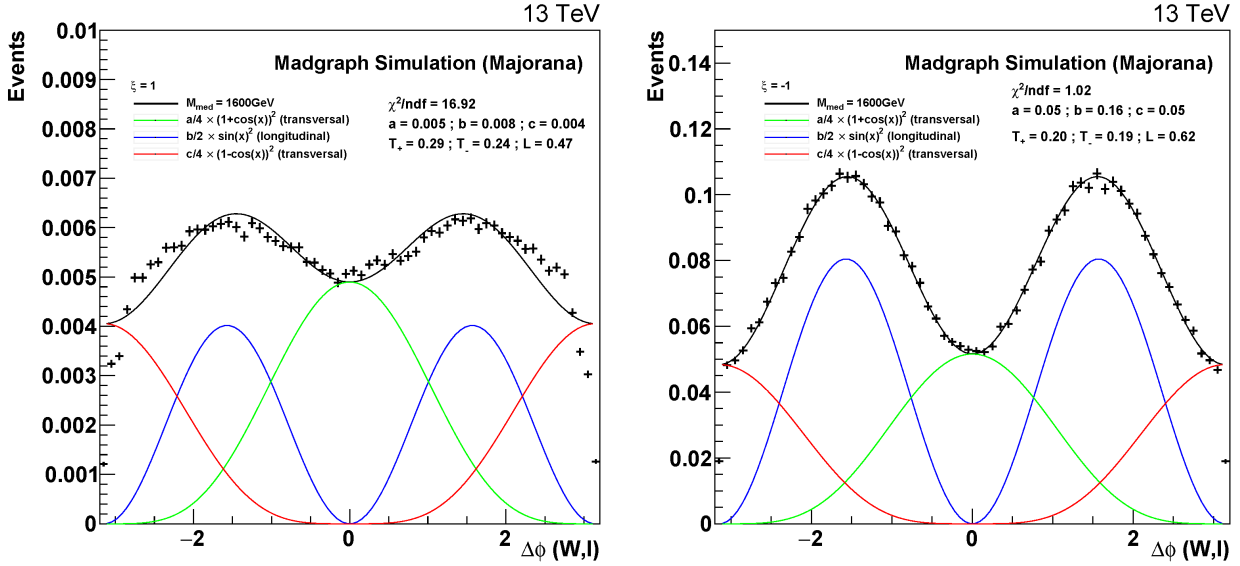 13 TeV
Events
0.01
0.009
0.008
0.007
0.006
0.005
0.004
0.003
0.002
0.001
0
Madgraph Simulation (Majorana)
ξ = 1
M_med = 1600GeV
a/4 × (1+cos(x))² (transversal)
b/2 × sin(x)² (longitudinal)
c/4 × (1-cos(x))² (transversal)
χ²/ndf = 16.92
a = 0.005 ; b = 0.008 ; c = 0.004
T₊ = 0.29 ; T₋ = 0.24 ; L = 0.47
−2
0
2
Δϕ (W,l)
13 TeV
Events
0.14
0.12
0.1
0.08
0.06
0.04
0.02
0
Madgraph Simulation (Majorana)
ξ = -1
M_med = 1600GeV
a/4 × (1+cos(x))² (transversal)
b/2 × sin(x)² (longitudinal)
c/4 × (1-cos(x))² (transversal)
χ²/ndf = 1.02
a = 0.05 ; b = 0.16 ; c = 0.05
T₊ = 0.20 ; T₋ = 0.19 ; L = 0.62
−2
0
2
Δϕ (W,l)